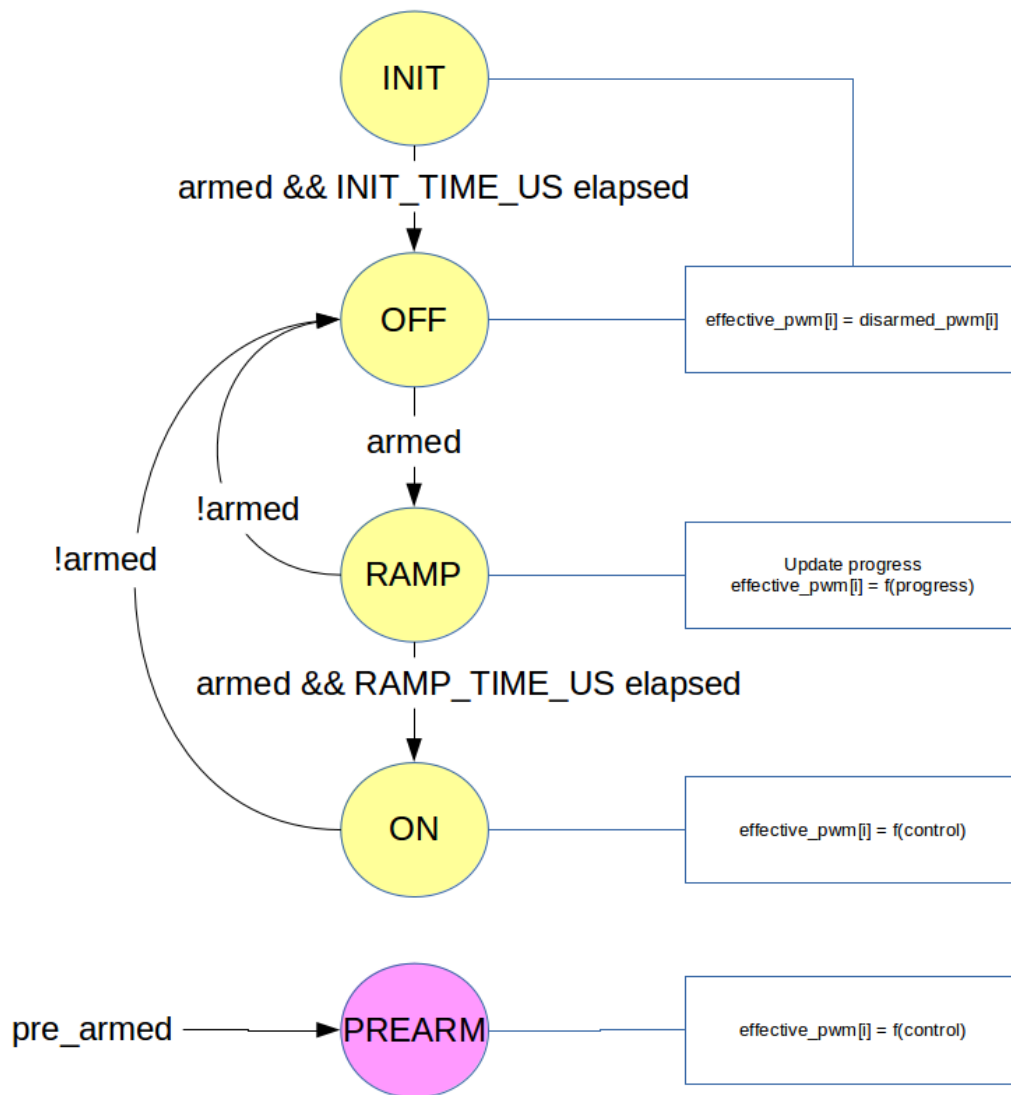 INIT
armed && INIT_TIME_US elapsed
OFF
effective_pwm[i] = disarmed_pwm[i]
armed
!armed
!armed
RAMP
Update progress
effective_pwm[i] = f(progress)
armed && RAMP_TIME_US elapsed
ON
effective_pwm[i] = f(control)
pre_armed
PREARM
effective_pwm[i] = f(control)